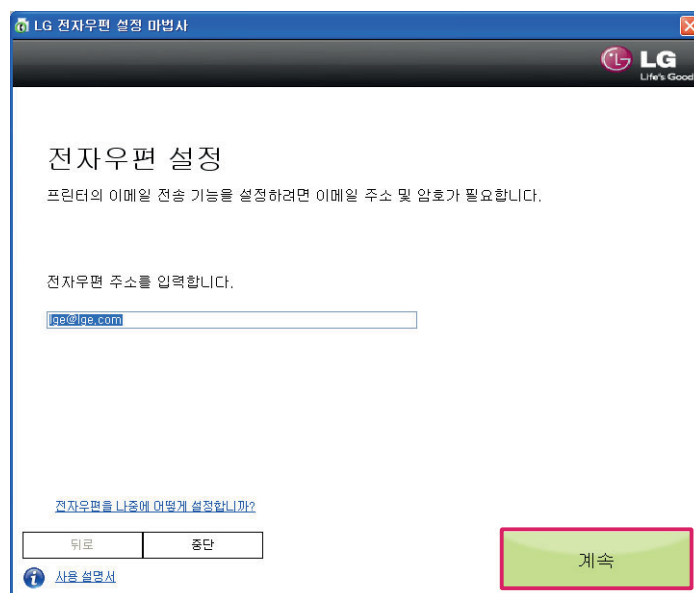 LG 전자우편 설정 마법사
LG
Life's Good
전자우편 설정
프린터의 이메일 전송 기능을 설정하려면 이메일 주소 및 암호가 필요합니다.
전자우편 주소를 입력합니다.
lge@lge.com
전자우편을 나중에 어떻게 설정합니까?
뒤로 중단
계속
사용 설명서